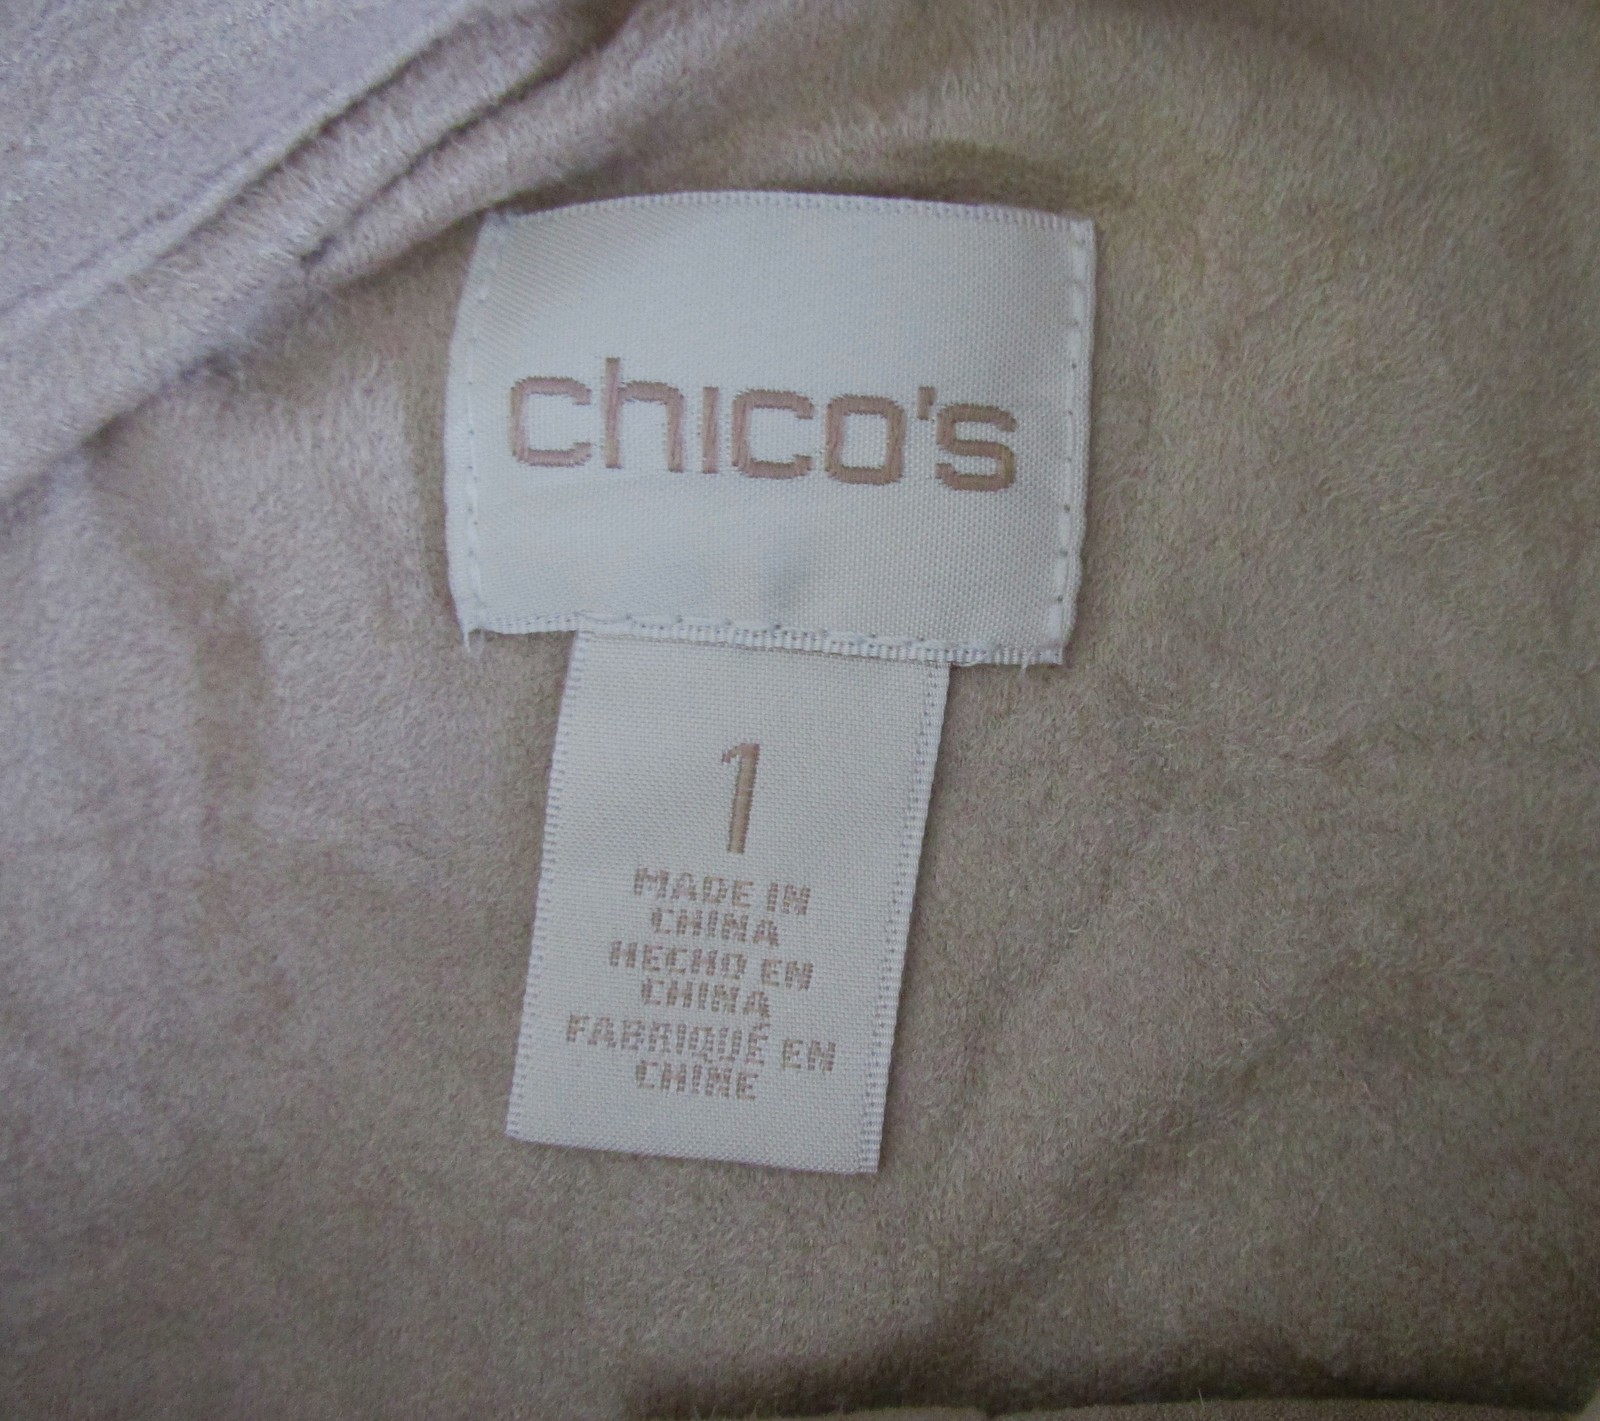 chico's
1
MADE IN
CHINA
HECHO EN
CHINA
FABRIQUÉ EN
CHINE